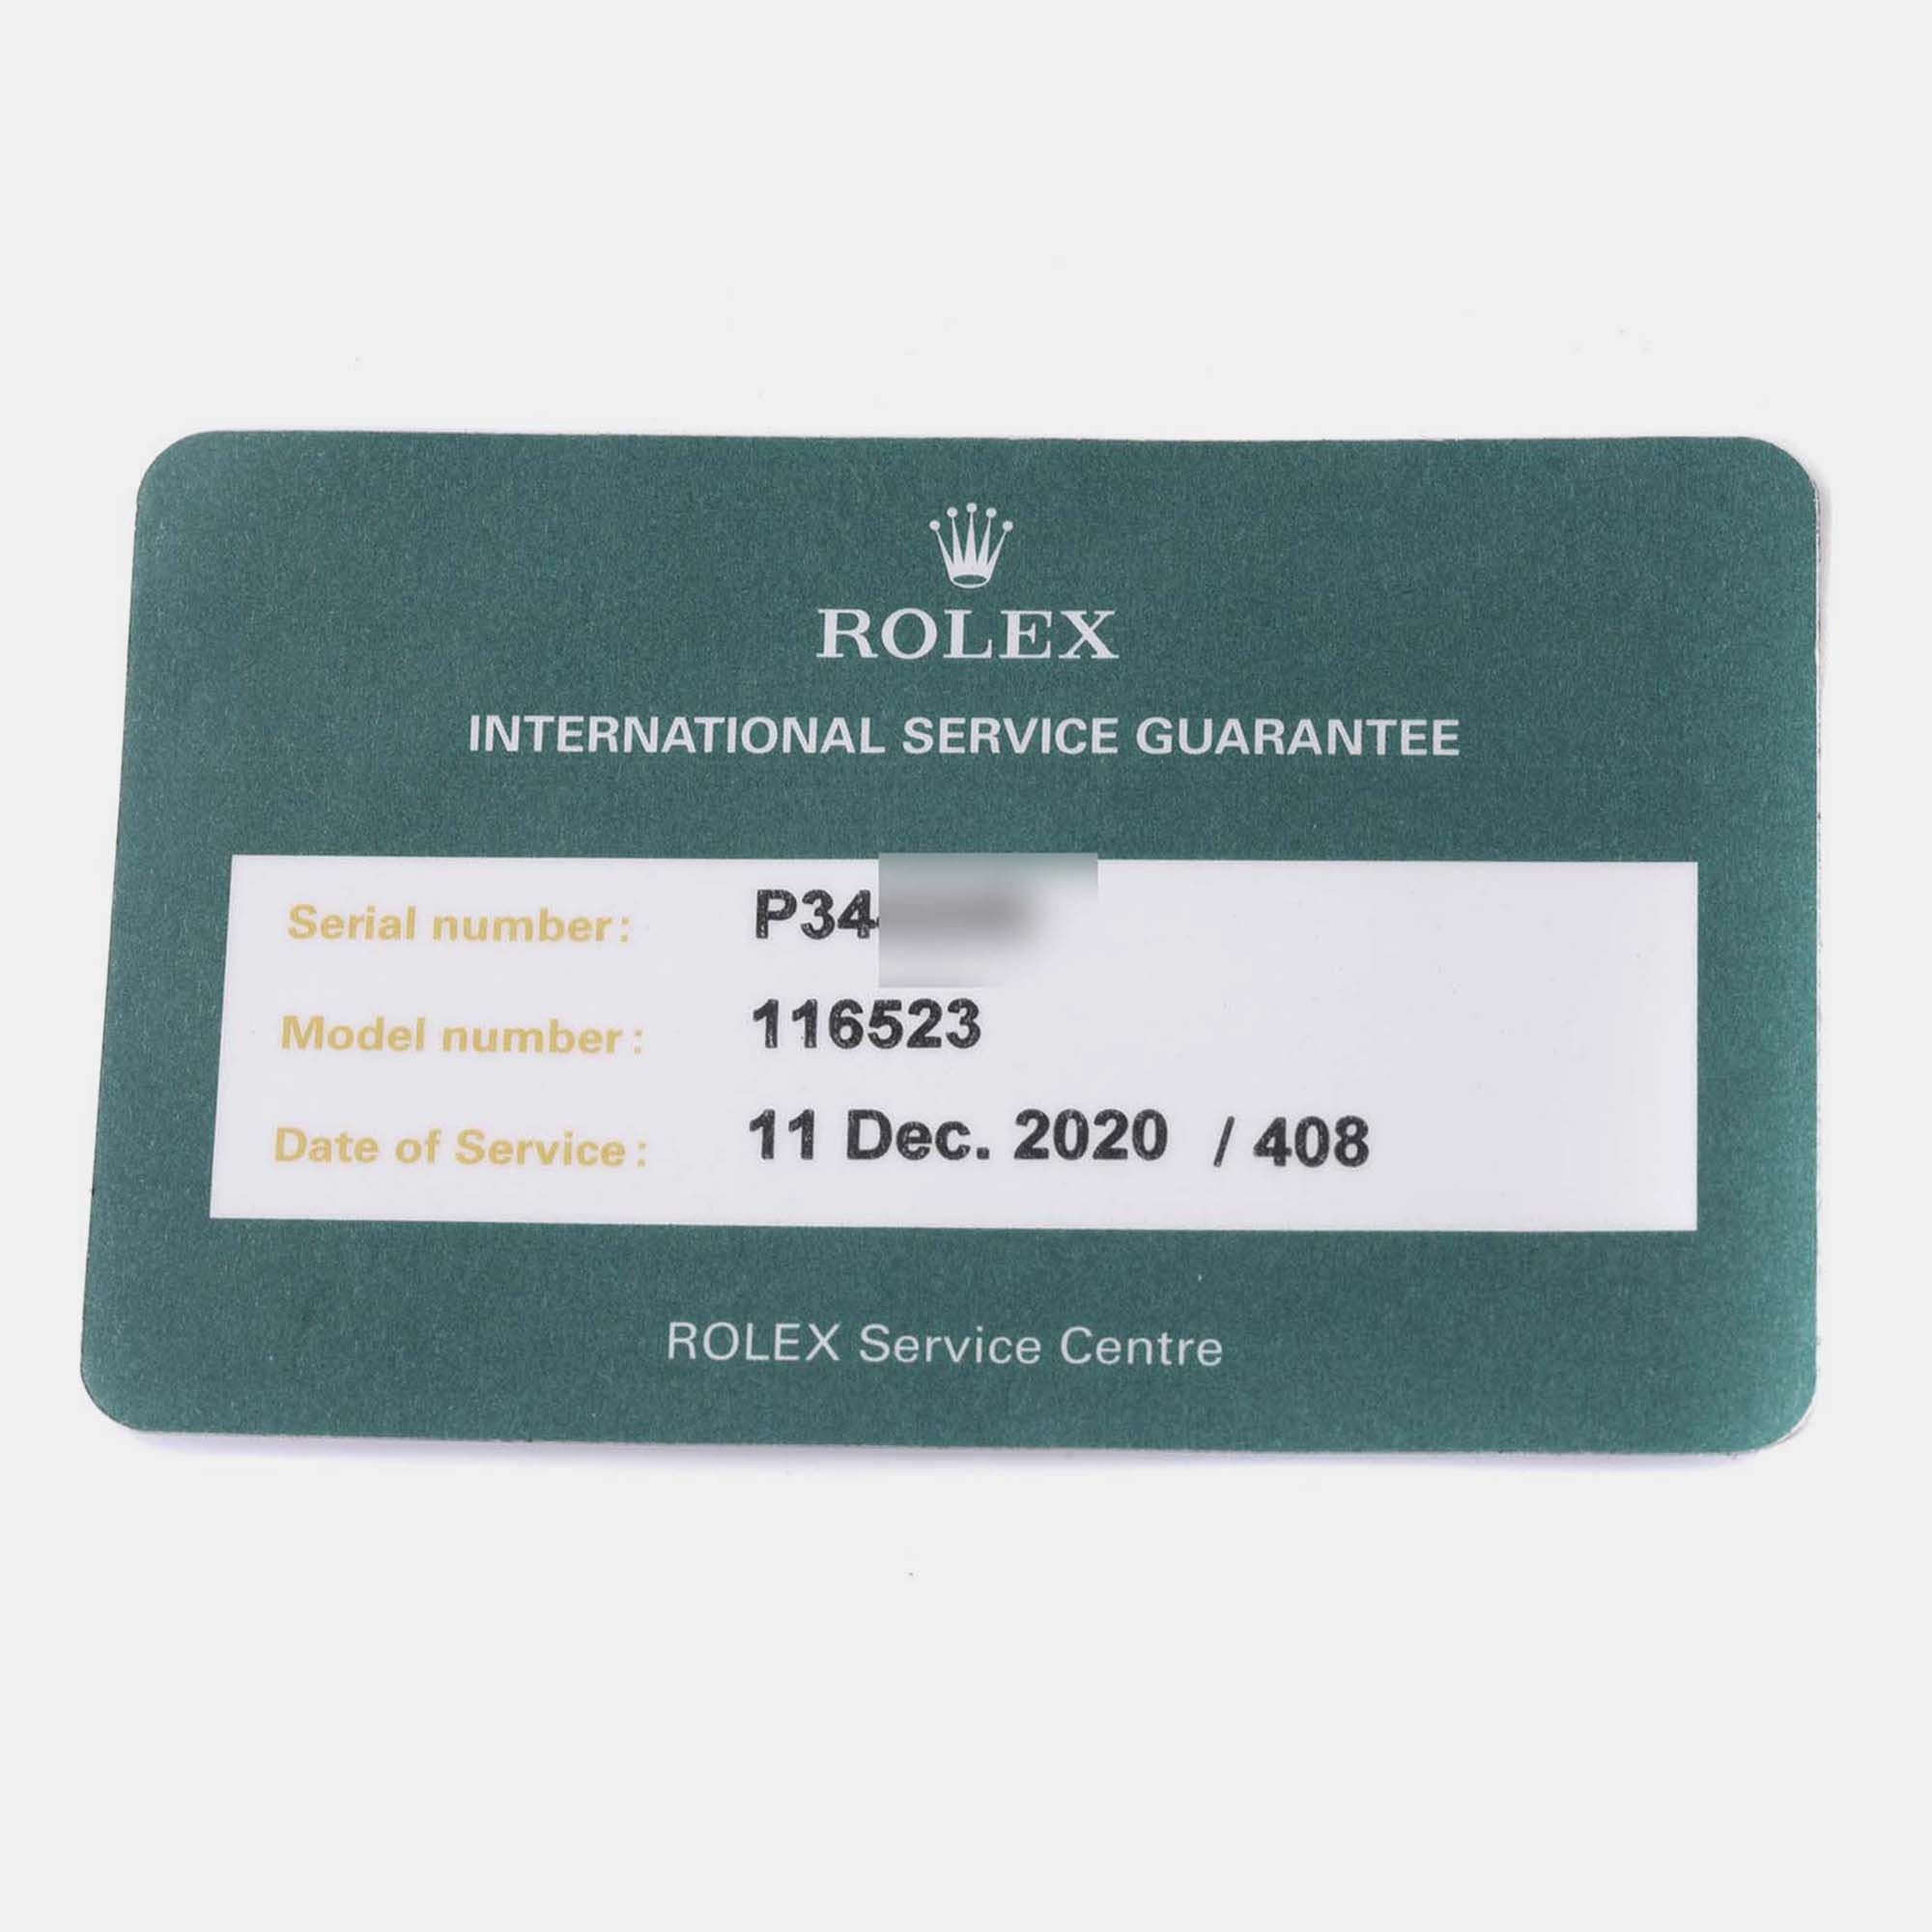 ROLEX
INTERNATIONAL SERVICE GUARANTEE
Serial number: P34
Model number: 116523
Date of Service: 11 Dec. 2020 / 408
ROLEX Service Centre